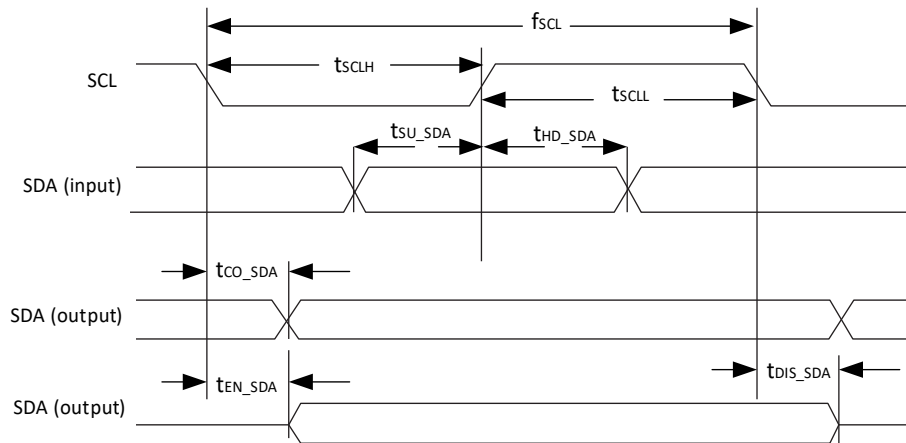 fSCL
tSCLH
SCL
tSCLL
tSU_SDA
tHD_SDA
SDA (input)
tCO_SDA
SDA (output)
tEN_SDA
tDIS_SDA
SDA (output)